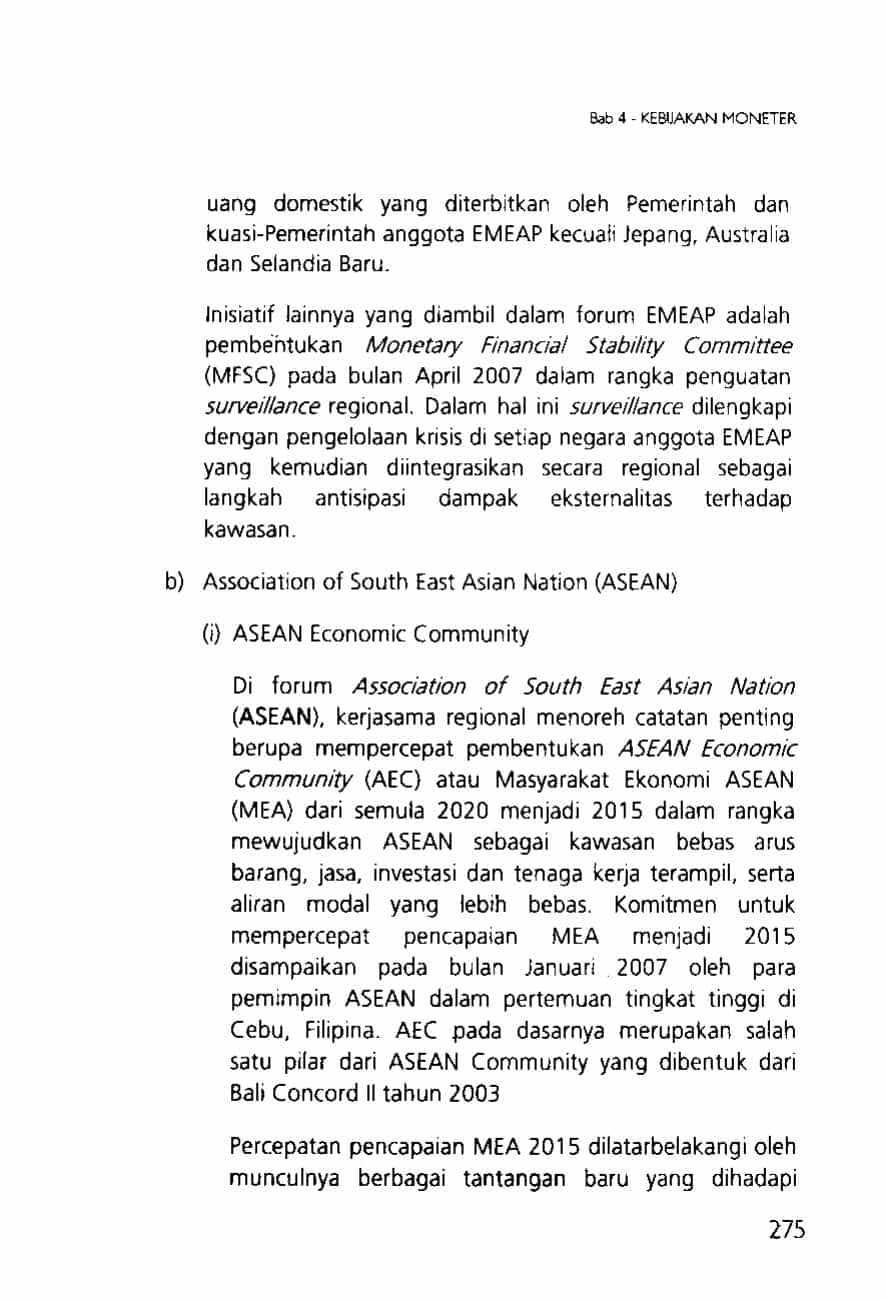 Bab 4 - KEBIJAKAN MONETER
uang domestik yang diterbitkan oleh Pemerintah dan
kuasi-Pemerintah anggota EMEAP kecuali Jepang, Australia
dan Selandia Baru.
Inisiatif lainnya yang diambil dalam forum EMEAP adalah
pembentukan Monetary Financial Stability Committee
(MFSC) pada bulan April 2007 dalam rangka penguatan
surveillance regional. Dalam hal ini surveillance dilengkapi
dengan pengelolaan krisis di setiap negara anggota EMEAP
yang kemudian diintegrasikan secara regional sebagai
langkah antisipasi dampak eksternalitas terhadap
kawasan.
b) Association of South East Asian Nation (ASEAN)
(i) ASEAN Economic Community
Di forum Association of South East Asian Nation
(ASEAN), kerjasama regional menoreh catatan penting
berupa mempercepat pembentukan ASEAN Economic
Community (AEC) atau Masyarakat Ekonomi ASEAN
(MEA) dari semula 2020 menjadi 2015 dalam rangka
mewujudkan ASEAN sebagai kawasan bebas arus
barang, jasa, investasi dan tenaga kerja terampil, serta
aliran modal yang lebih bebas. Komitmen untuk
mempercepat pencapaian MEA menjadi 2015
disampaikan pada bulan Januari 2007 oleh para
pemimpin ASEAN dalam pertemuan tingkat tinggi di
Cebu, Filipina. AEC pada dasarnya merupakan salah
satu pilar dari ASEAN Community yang dibentuk dari
Bali Concord II tahun 2003
Percepatan pencapaian MEA 2015 dilatarbelakangi oleh
munculnya berbagai tantangan baru yang dihadapi
275